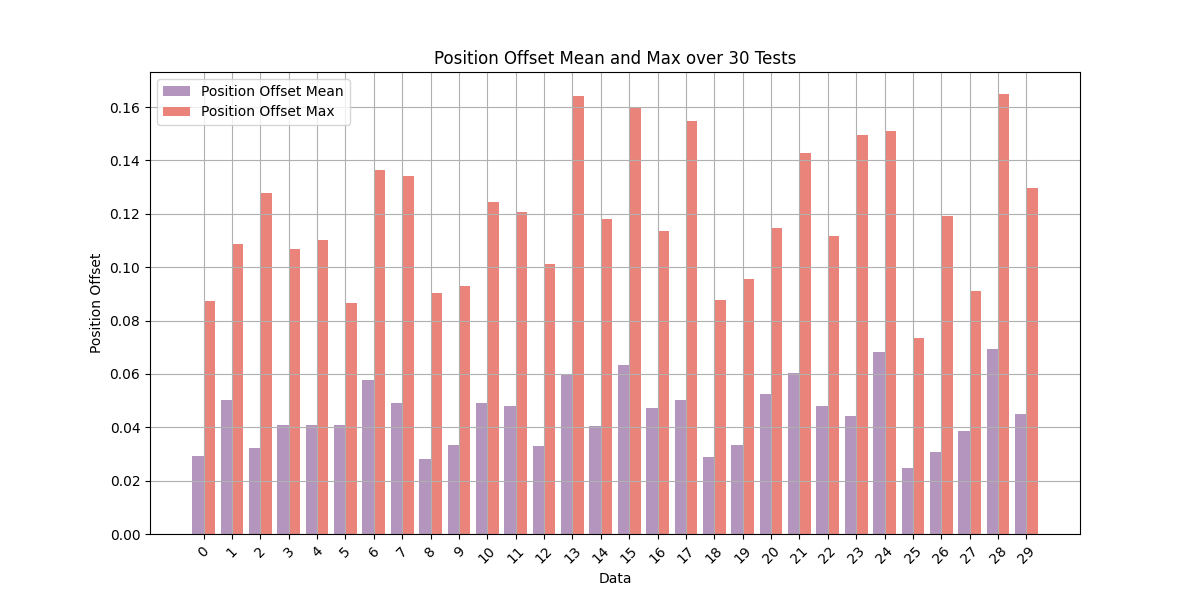 Position Offset Mean and Max over 30 Tests
Position Offset Mean
Position Offset Max
Position Offset
0.16
0.14
0.12
0.10
0.08
0.06
0.04
0.02
0.00
0 1 2 3 4 5 6 7 8 9 10 11 12 13 14 15 16 17 18 19 20 21 22 23 24 25 26 27 28 29
Data